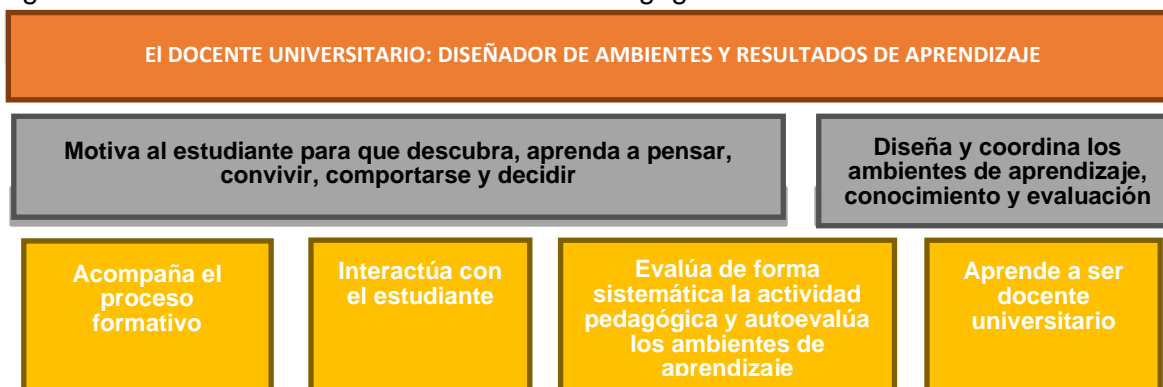 El DOCENTE UNIVERSITARIO: DISEÑADOR DE AMBIENTES Y RESULTADOS DE APRENDIZAJE
Motiva al estudiante para que descubra, aprenda a pensar,
convivir, comportarse y decidir
Diseña y coordina los
ambientes de aprendizaje,
conocimiento y evaluación
Acompaña el
proceso
formativo
Interactúa con
el estudiante
Evalúa de forma
sistemática la actividad
pedagógica y autoevalúa
los ambientes de
aprendizaje
Aprende a ser
docente
universitario